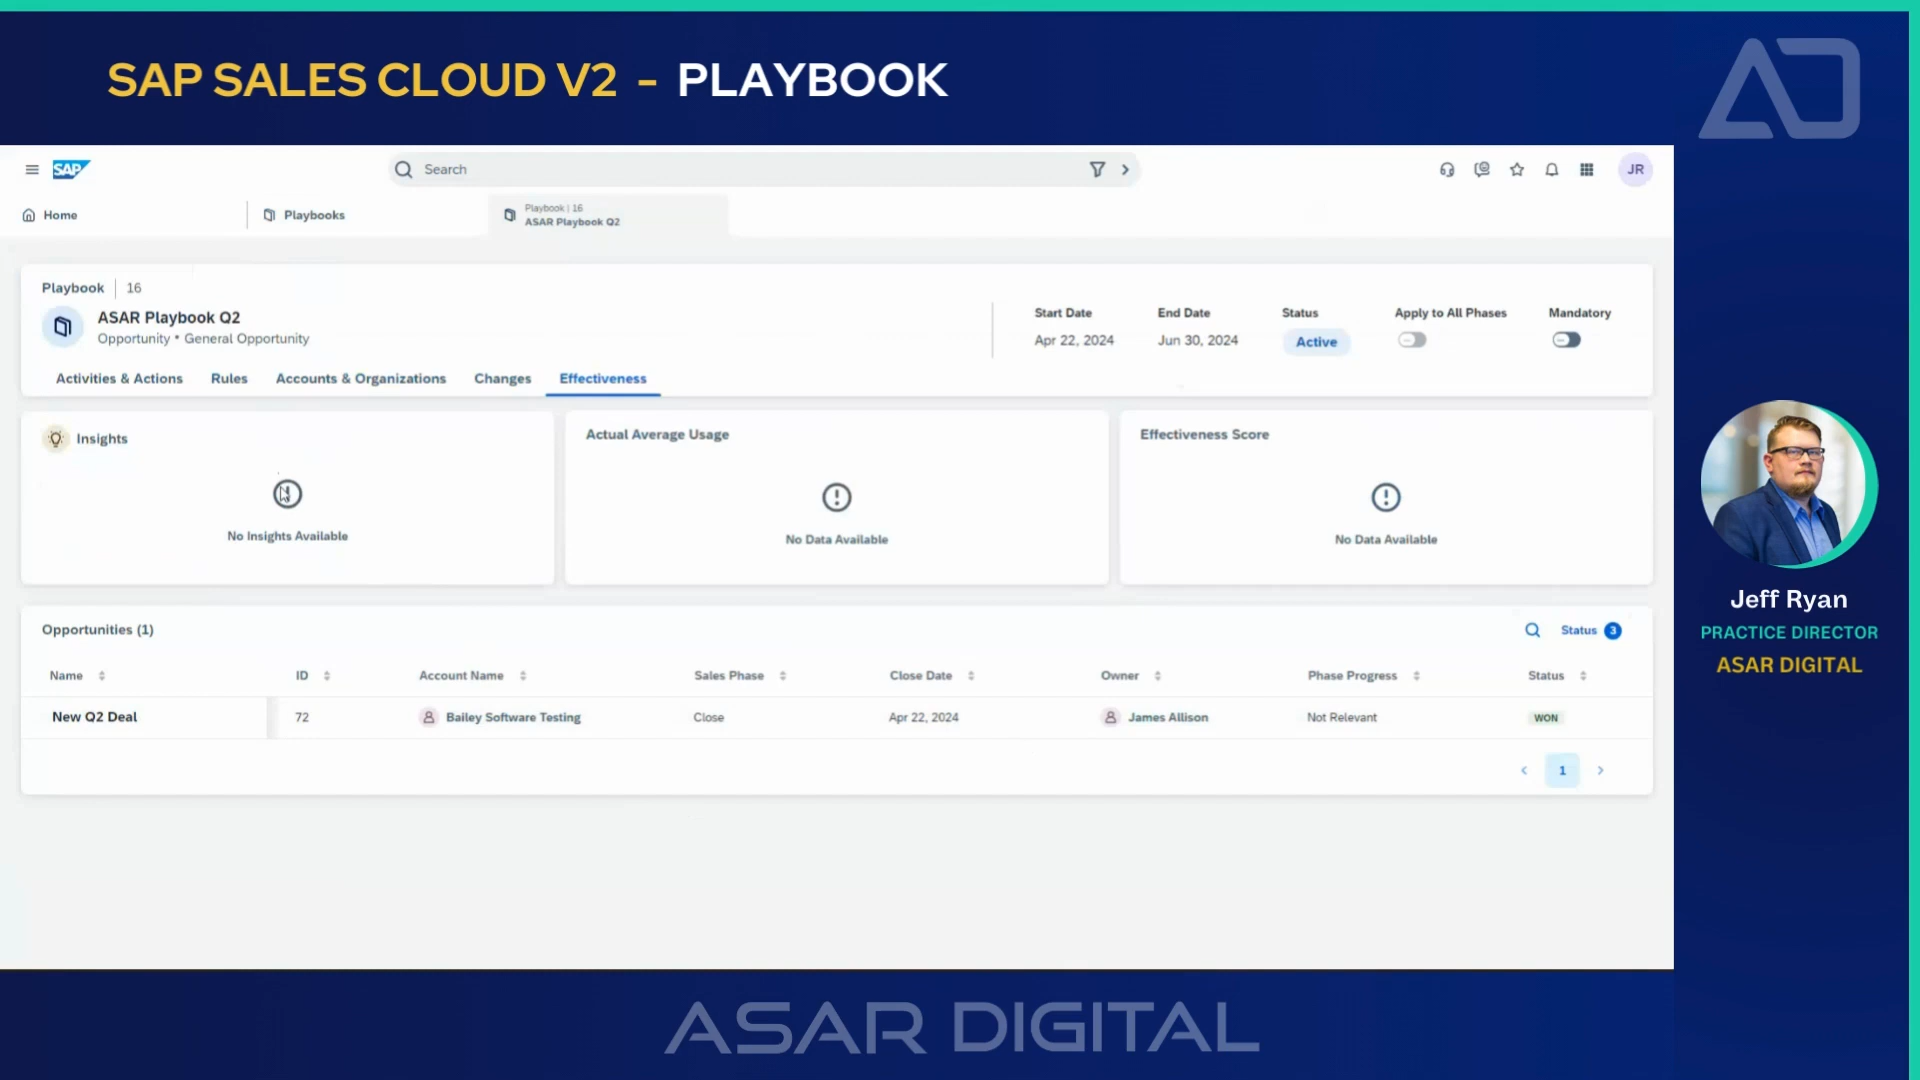 SAP SALES CLOUD V2 - PLAYBOOK
SAP
Search
JR
Home
Playbooks
Playbook | 16
ASAR Playbook Q2
Playbook | 16
ASAR Playbook Q2
Opportunity • General Opportunity
Start Date End Date Status Apply to All Phases Mandatory
Apr 22, 2024 Jun 30, 2024 Active
Activities & Actions Rules Accounts & Organizations Changes Effectiveness
Insights
No Insights Available
Actual Average Usage
No Data Available
Effectiveness Score
No Data Available
Opportunities (1)
Status 3
Name ID Account Name Sales Phase Close Date Owner Phase Progress Status
New Q2 Deal 72 Bailey Software Testing Close Apr 22, 2024 James Allison Not Relevant WON
1
Jeff Ryan
PRACTICE DIRECTOR
ASAR DIGITAL
ASAR DIGITAL